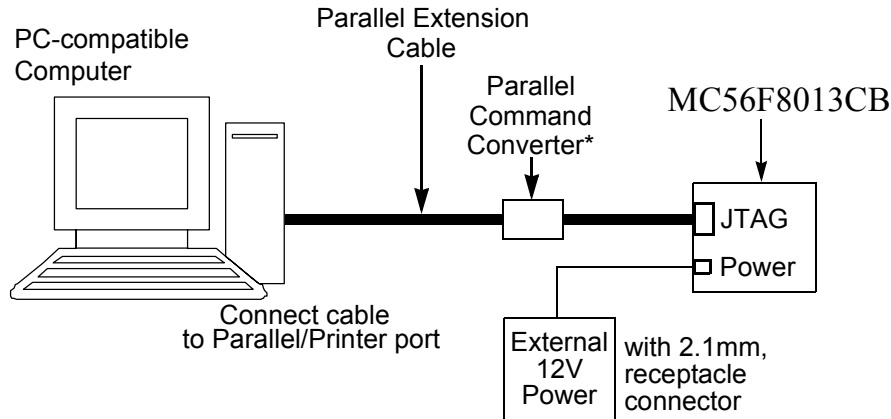 PC-compatible
Computer
Parallel Extension
Cable
Parallel
Command
Converter*
MC56F8013CB
JTAG
Power
Connect cable
to Parallel/Printer port
External
12V
Power
with 2.1mm,
receptacle
connector